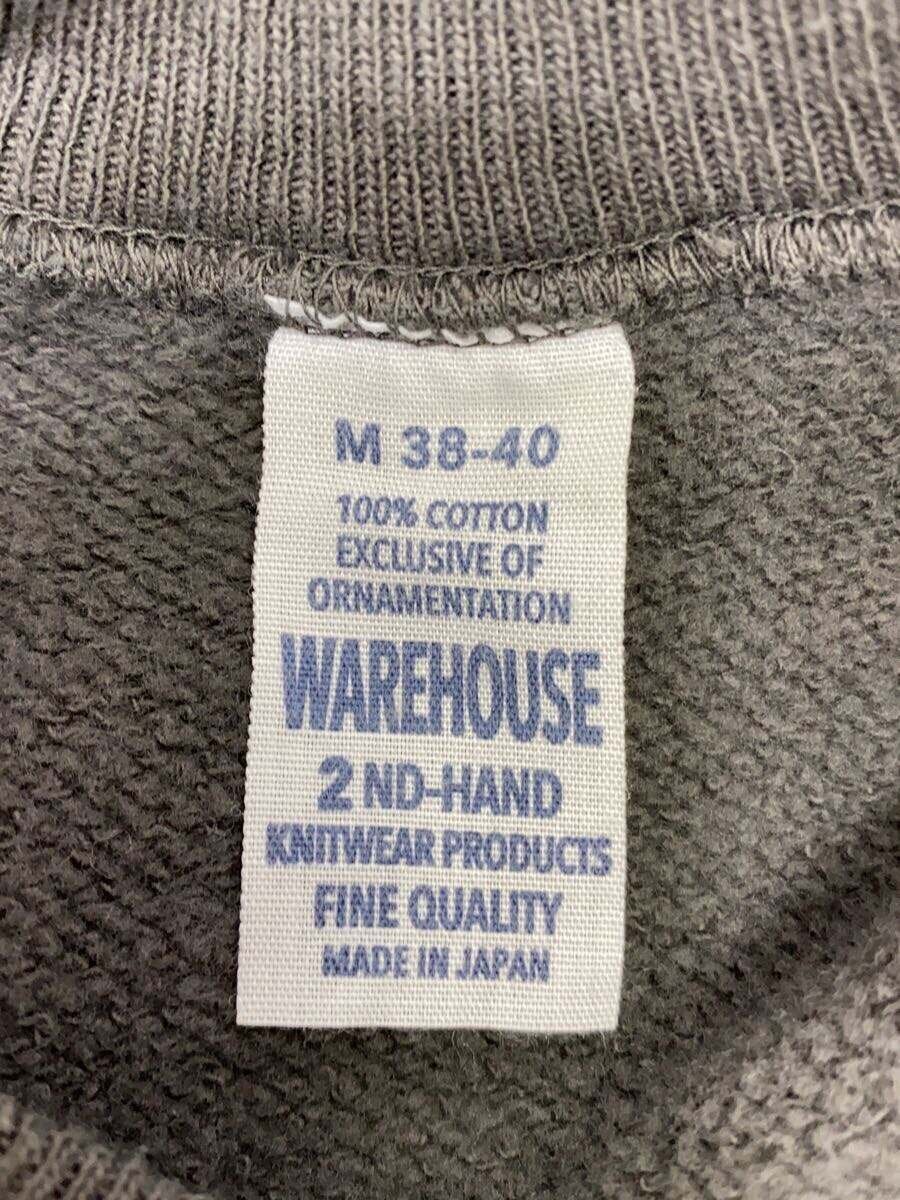 M 38-40
100% COTTON
EXCLUSIVE OF
ORNAMENTATION
WAREHOUSE
2 ND-HAND
KNITWEAR PRODUCTS
FINE QUALITY
MADE IN JAPAN